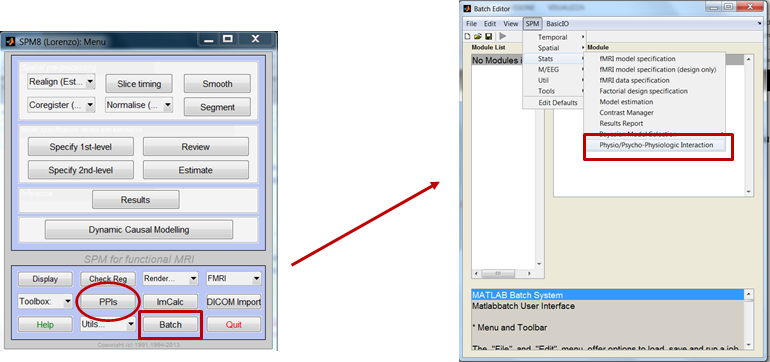 SPM8 (Lorenzo): Menu
Realign (Est...
Slice timing
Smooth
Coregister (...
Normalise (...
Segment
Specify 1st-level
Review
Specify 2nd-level
Estimate
Results
Dynamic Causal Modelling
SPM for functional MRI
Display
Check Reg
Render...
FMRI
Toolbox:
PPIs
ImCalc
DICOM Import
Help
Utils...
Batch
Quit
Copyright (c) 1991,1994-2013
Batch Editor
File Edit View SPM BasicIO
Module List
No Modules i
Temporal
Spatial
Stats
M/EEG
Util
Tools
Edit Defaults
Module
fMRI model specification
fMRI model specification (design only)
fMRI data specification
Factorial design specification
Model estimation
Contrast Manager
Results Report
Bayesian Model Selection
Physio/Psycho-Physiologic Interaction
MATLAB Batch System
Matlabbatch User Interface
* Menu and Toolbar
The "File" and "Edit" menu offer options to load, save and run a job